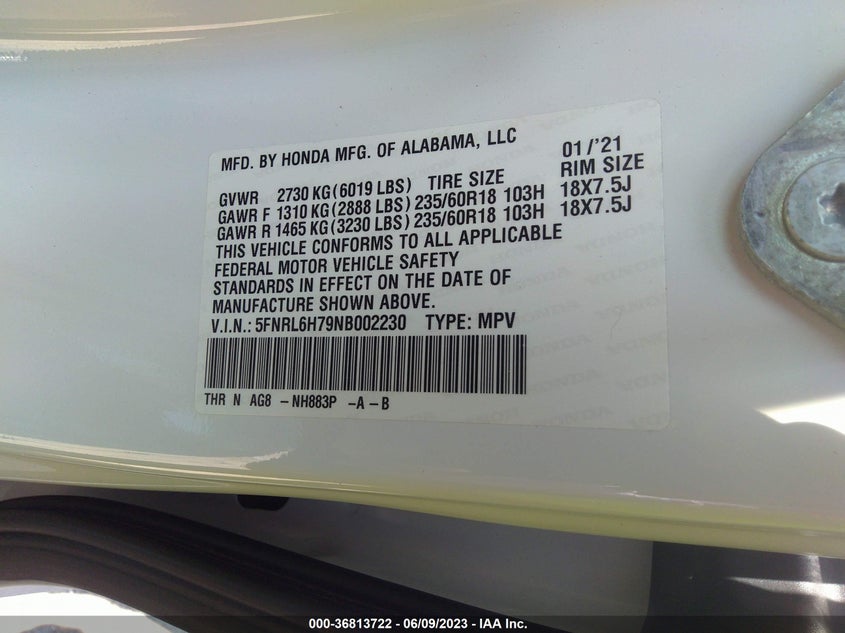 MFD. BY HONDA MFG. OF ALABAMA, LLC 01/'21
GVWR 2730 KG(6019 LBS) TIRE SIZE RIM SIZE
GAWR F 1310 KG(2888 LBS) 235/60R18 103H 18X7.5J
GAWR R 1465 KG(3230 LBS) 235/60R18 103H 18X7.5J
THIS VEHICLE CONFORMS TO ALL APPLICABLE
FEDERAL MOTOR VEHICLE SAFETY
STANDARDS IN EFFECT ON THE DATE OF
MANUFACTURE SHOWN ABOVE.
V.I.N.: 5FNRL6H79NB002230 TYPE: MPV
THR N AG8 - NH883P - A - B
000-36813722 - 06/09/2023 - IAA Inc.